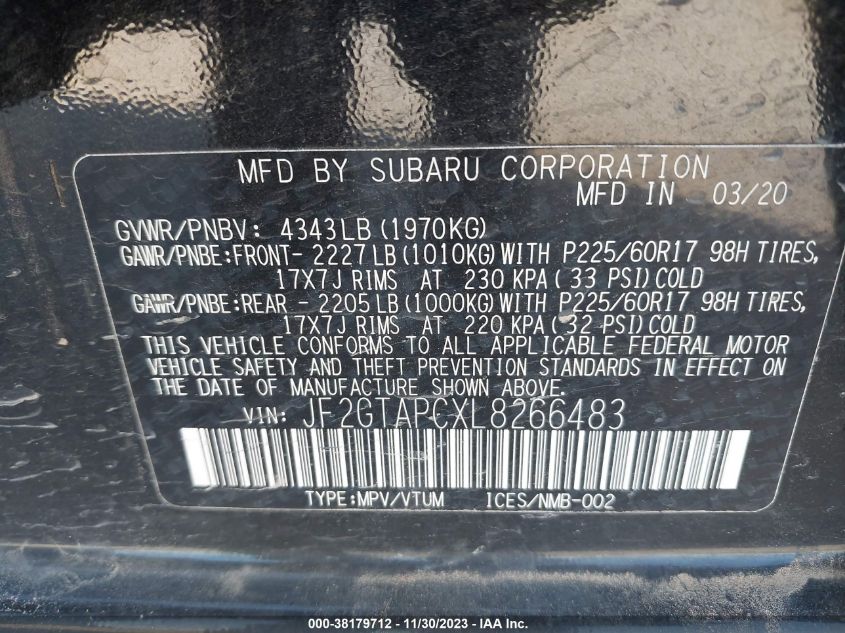 MFD BY SUBARU CORPORATION
MFD IN 03/20
GVWR/PNBV: 4343LB(1970KG)
GAWR/PNBE:FRONT- 2227LB(1010KG)WITH P225/60R17 98H TIRES,
17X7J RIMS AT 230 KPA(33 PSI)COLD
GAWR/PNBE:REAR - 2205LB(1000KG)WITH P225/60R17 98H TIRES,
17X7J RIMS AT 220 KPA(32 PSI)COLD
THIS VEHICLE CONFORMS TO ALL APPLICABLE FEDERAL MOTOR
VEHICLE SAFETY AND THEFT PREVENTION STANDARDS IN EFFECT ON
THE DATE OF MANUFACTURE SHOWN ABOVE.
VIN: JF2GTAPCXL8266483
TYPE:MPV/VTUM ICES/NMB-002
000-38179712 - 11/30/2023 - IAA Inc.